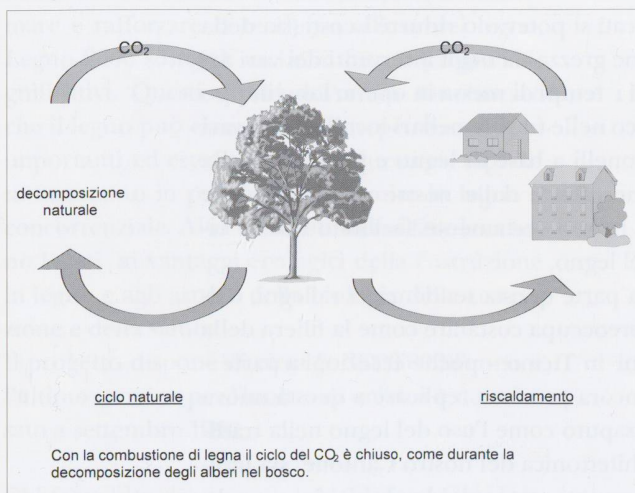 CO₂
CO₂
decomposizione
naturale
ciclo naturale
riscaldamento
Con la combustione di legna il ciclo del CO₂ è chiuso, come durante la
decomposizione degli alberi nel bosco.